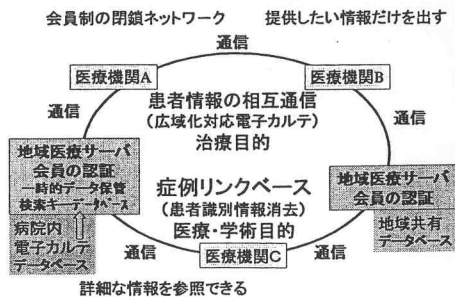 会員制の閉鎖ネットワーク
提供したい情報だけを出す
通信
医療機関A
医療機関B
通信
患者情報の相互通信
(広域化対応電子カルテ)
治療目的
通信
地域医療サーバ
会員の認証
一時的データ保管
検索キーデータベース
症例リンクベース
(患者識別情報消去)
医療・学術目的
地域医療サーバ
会員の認証
病院内
電子カルテ
データベース
通信
通信
地域共有
データベース
医療機関C
詳細な情報を参照できる